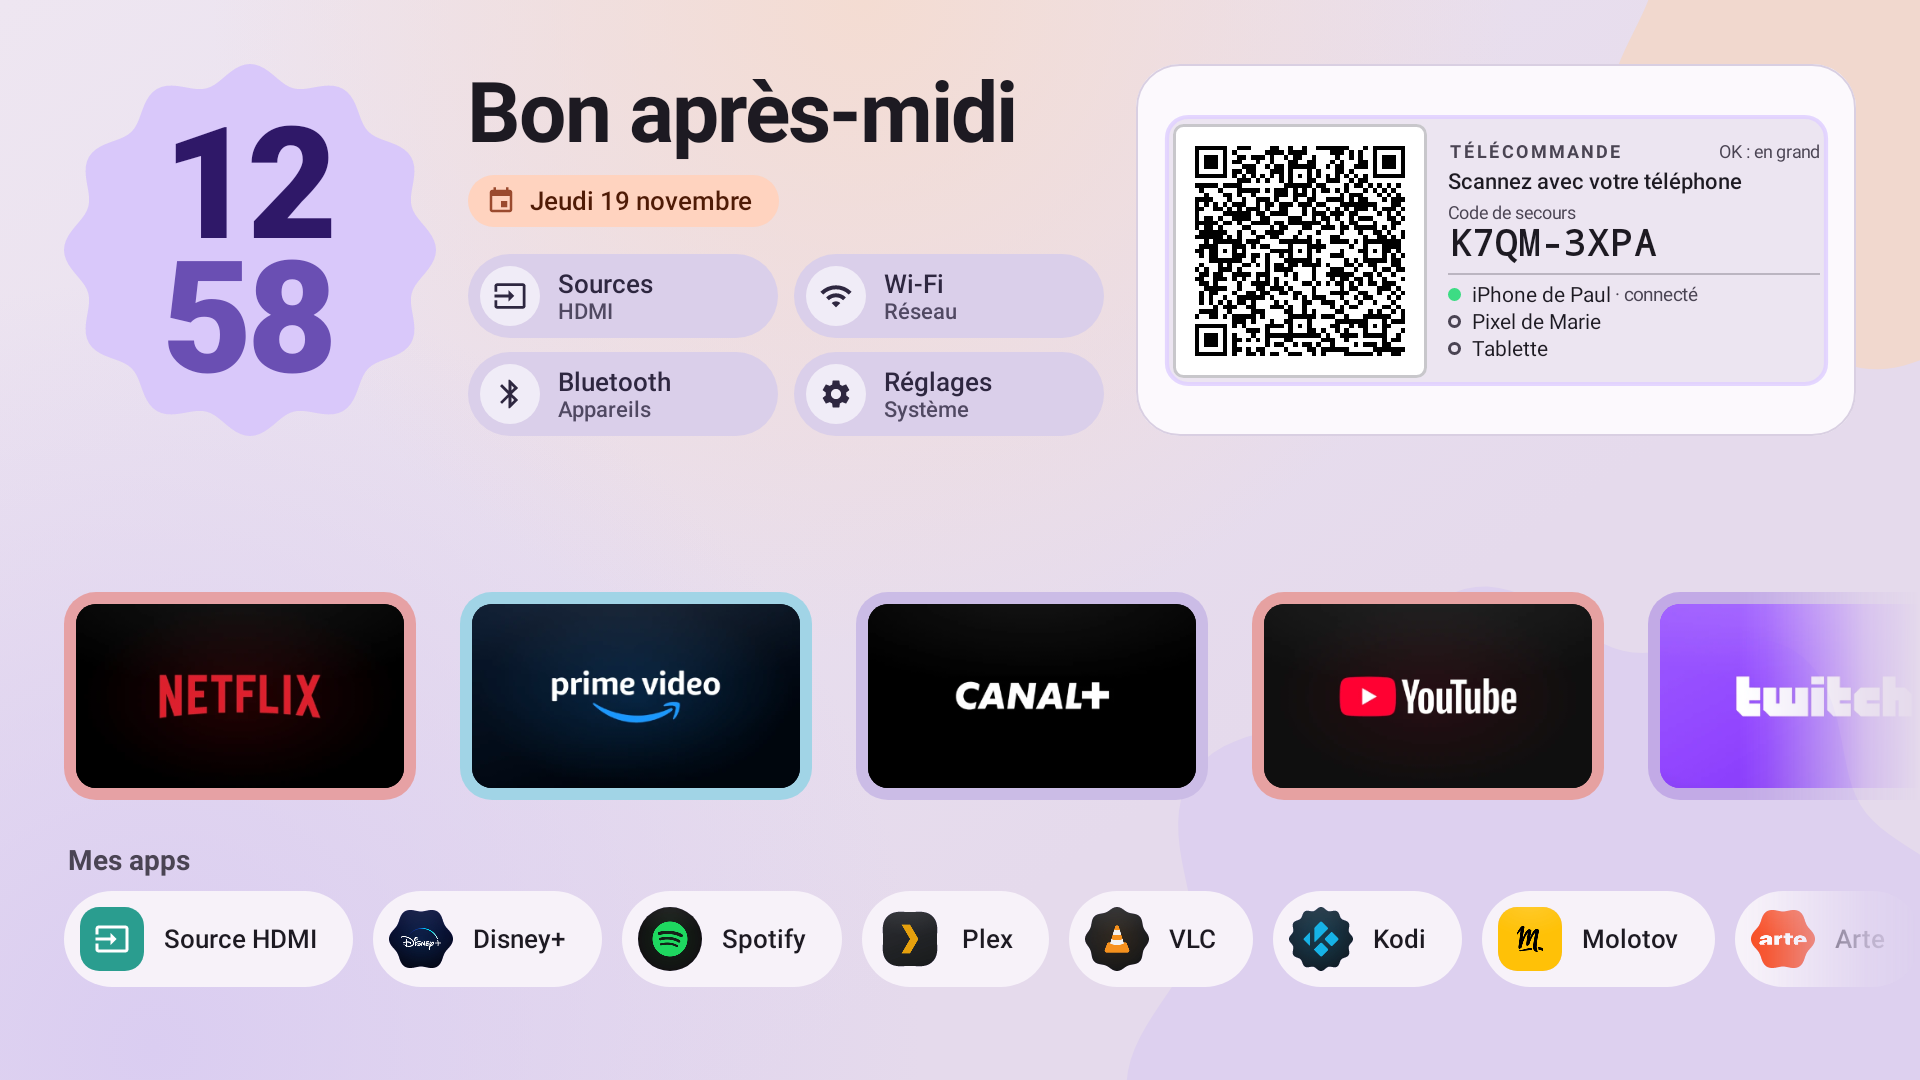 12
58
Bon après-midi
Jeudi 19 novembre
Sources
HDMI
Wi-Fi
Réseau
Bluetooth
Appareils
Réglages
Système
TÉLÉCOMMANDE
OK : en grand
Scannez avec votre téléphone
Code de secours
K7QM-3XPA
iPhone de Paul · connecté
Pixel de Marie
Tablette
NETFLIX
prime video
CANAL+
YouTube
twitch
Mes apps
Source HDMI
Disney+
Disney+
Spotify
Plex
VLC
Kodi
M.
Molotov
arte
Arte